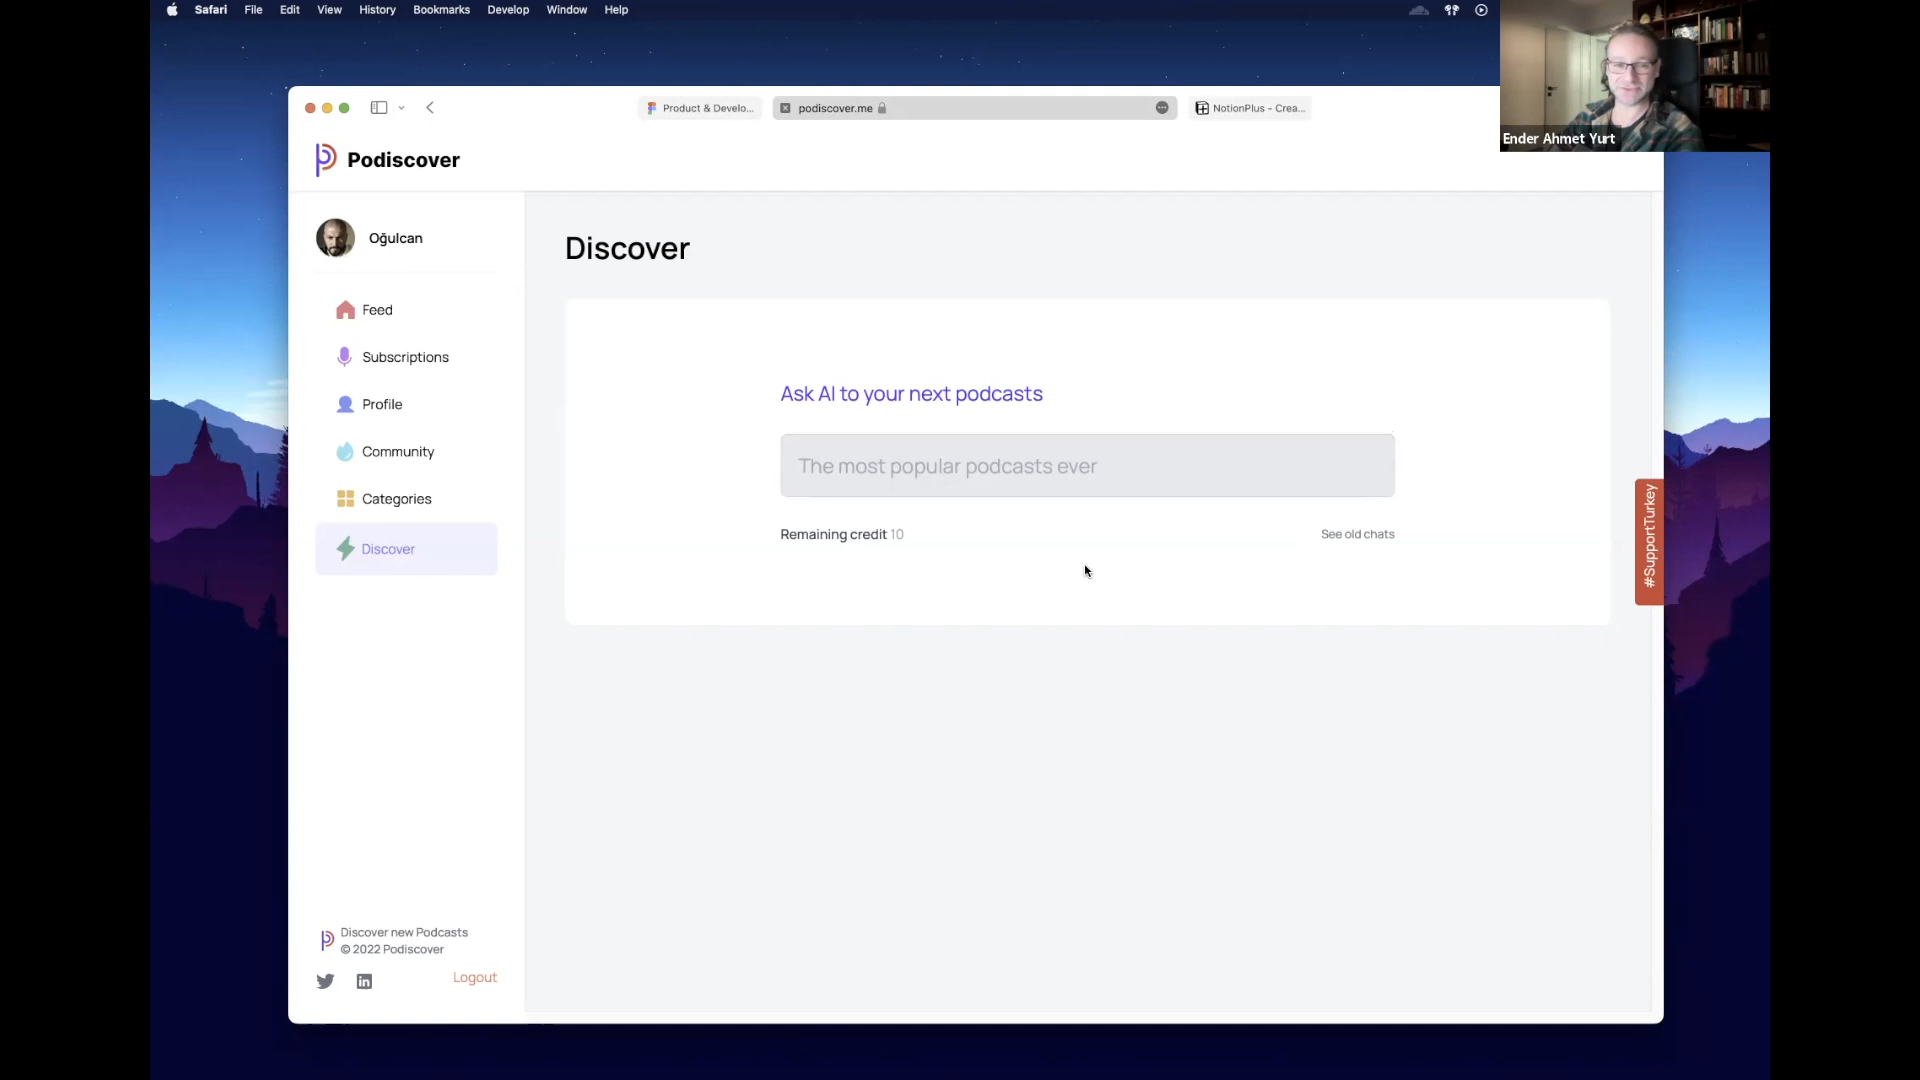 Safari File Edit View History Bookmarks Develop Window Help
Product & Develo...
podiscover.me
NotionPlus - Crea...
Ender Ahmet Yurt
Podiscover
Oğulcan
Feed
Subscriptions
Profile
Community
Categories
Discover
Discover
Ask AI to your next podcasts
The most popular podcasts ever
Remaining credit 10
See old chats
#SupportTurkey
Discover new Podcasts
© 2022 Podiscover
Logout